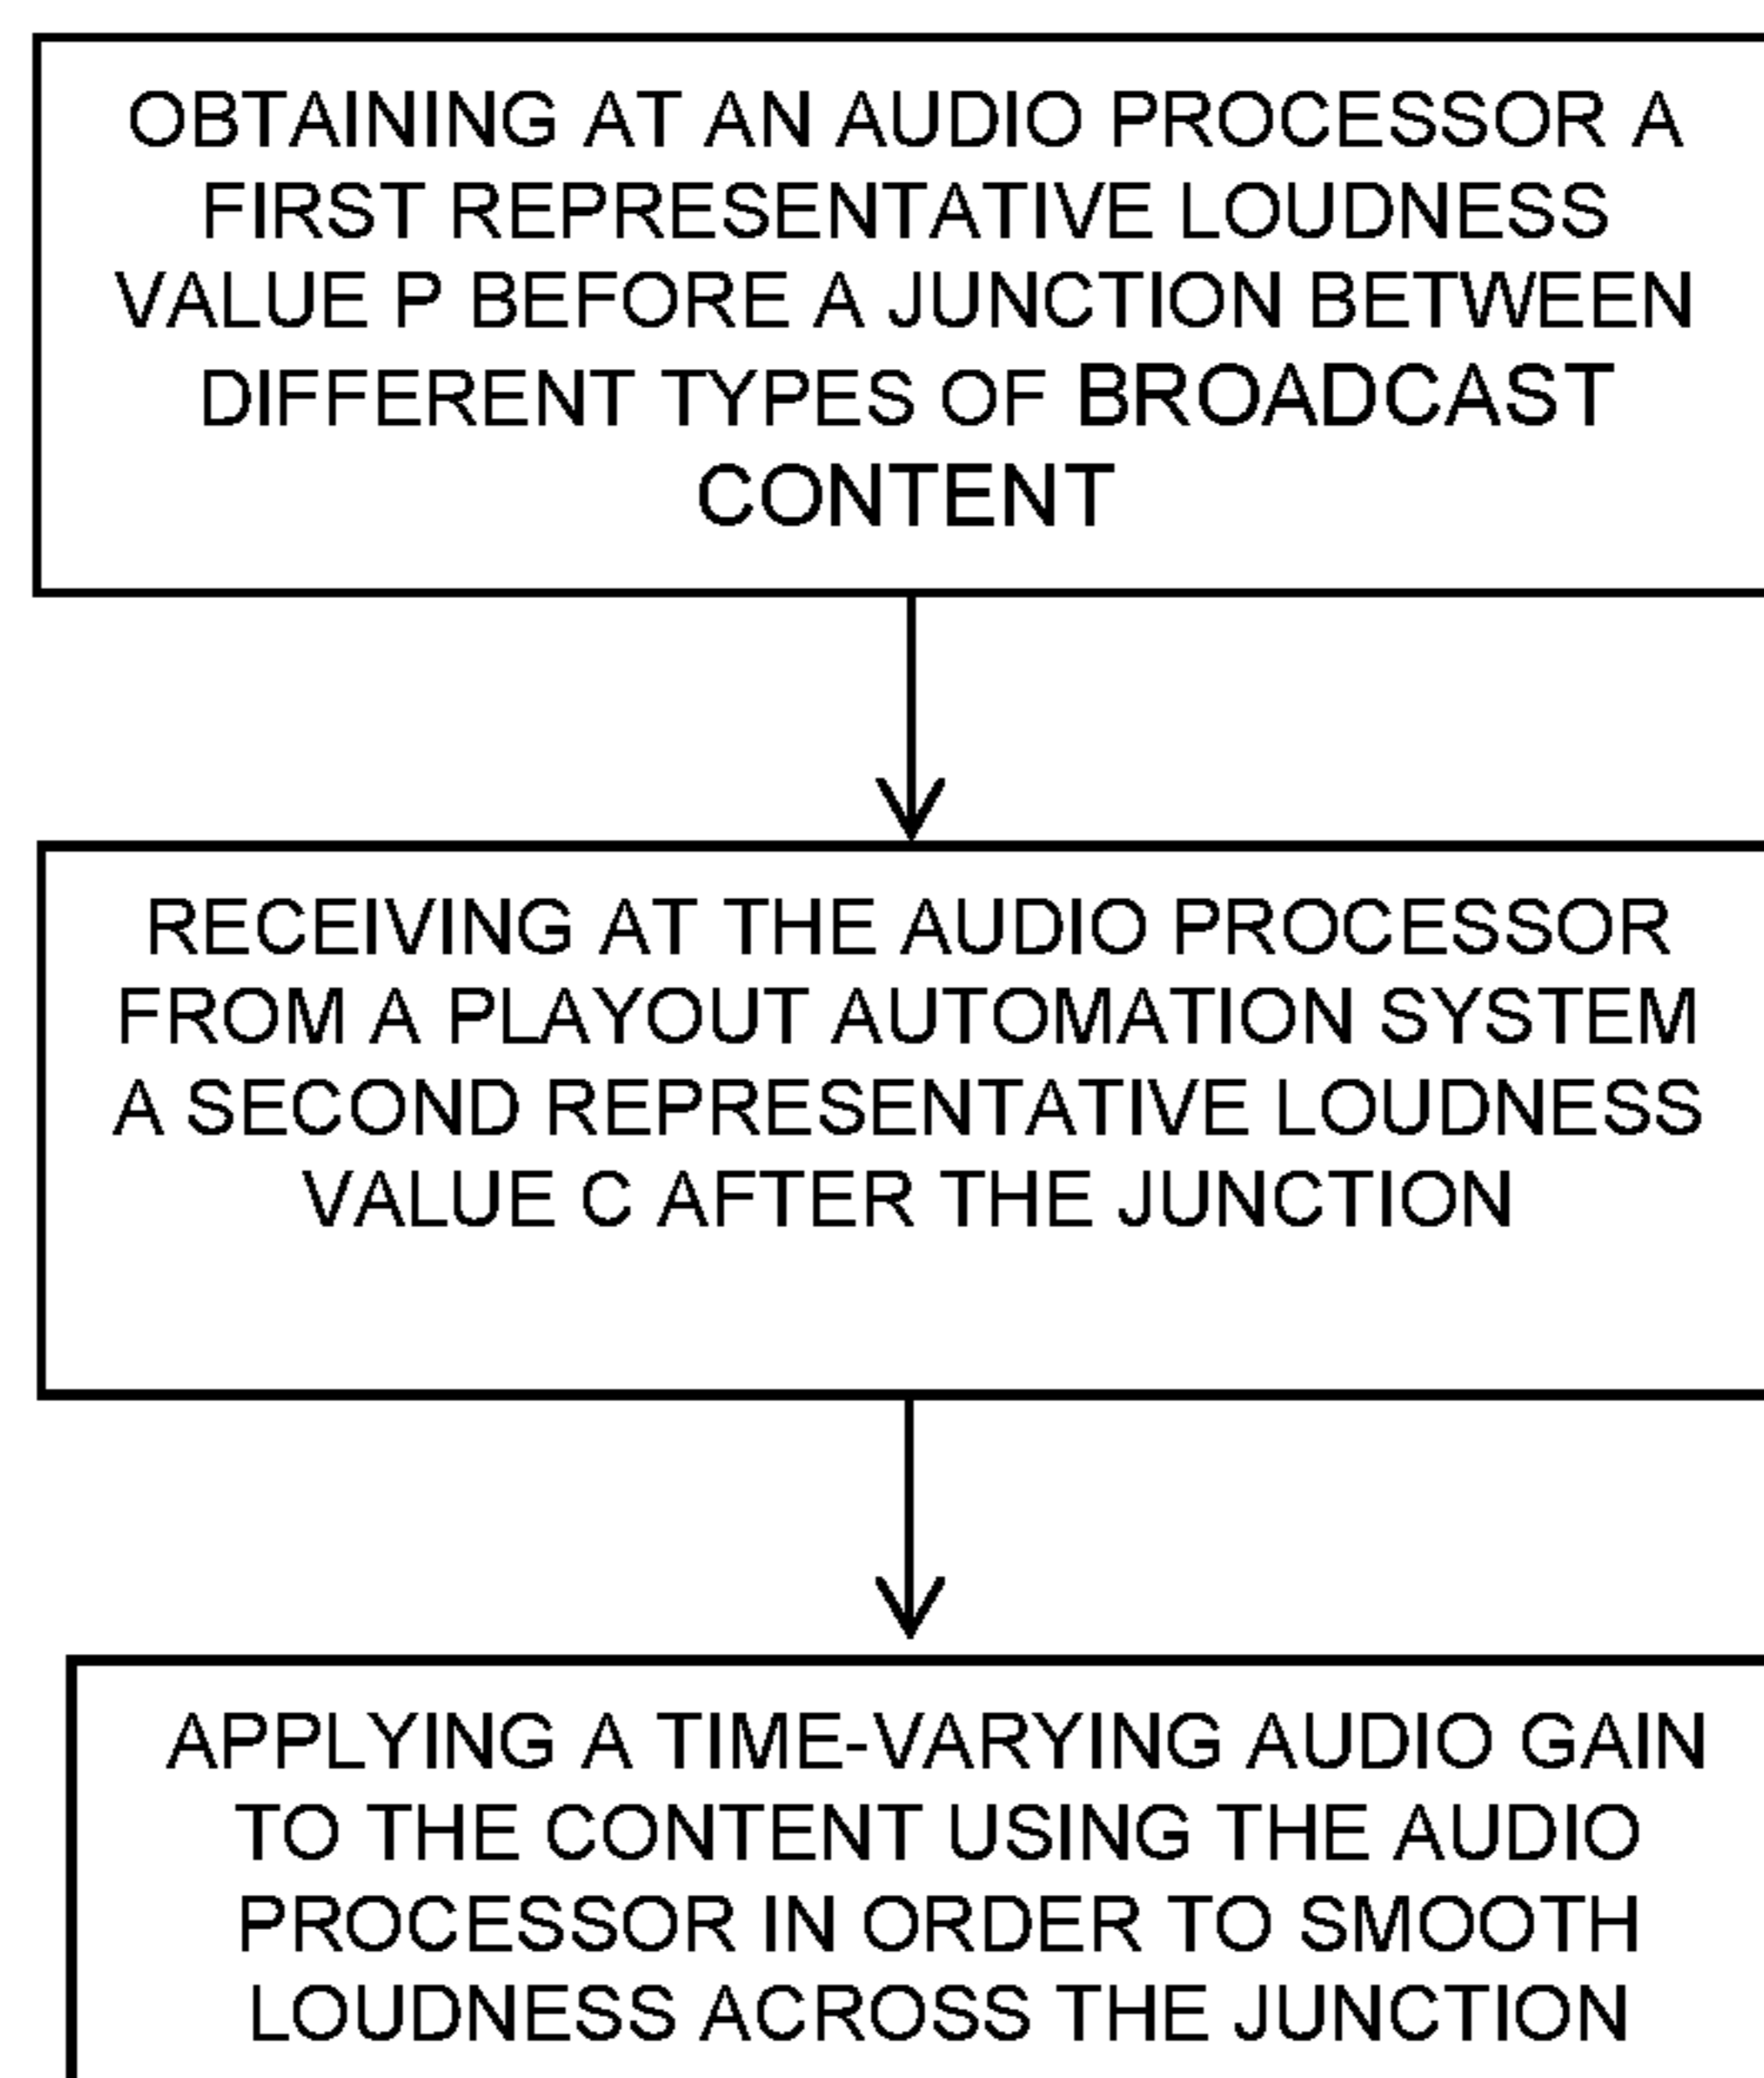 OBTAINING AT AN AUDIO PROCESSOR A
FIRST REPRESENTATIVE LOUDNESS
VALUE P BEFORE A JUNCTION BETWEEN
DIFFERENT TYPES OF BROADCAST
CONTENT
RECEIVING AT THE AUDIO PROCESSOR
FROM A PLAYOUT AUTOMATION SYSTEM
A SECOND REPRESENTATIVE LOUDNESS
VALUE C AFTER THE JUNCTION
APPLYING A TIME-VARYING AUDIO GAIN
TO THE CONTENT USING THE AUDIO
PROCESSOR IN ORDER TO SMOOTH
LOUDNESS ACROSS THE JUNCTION